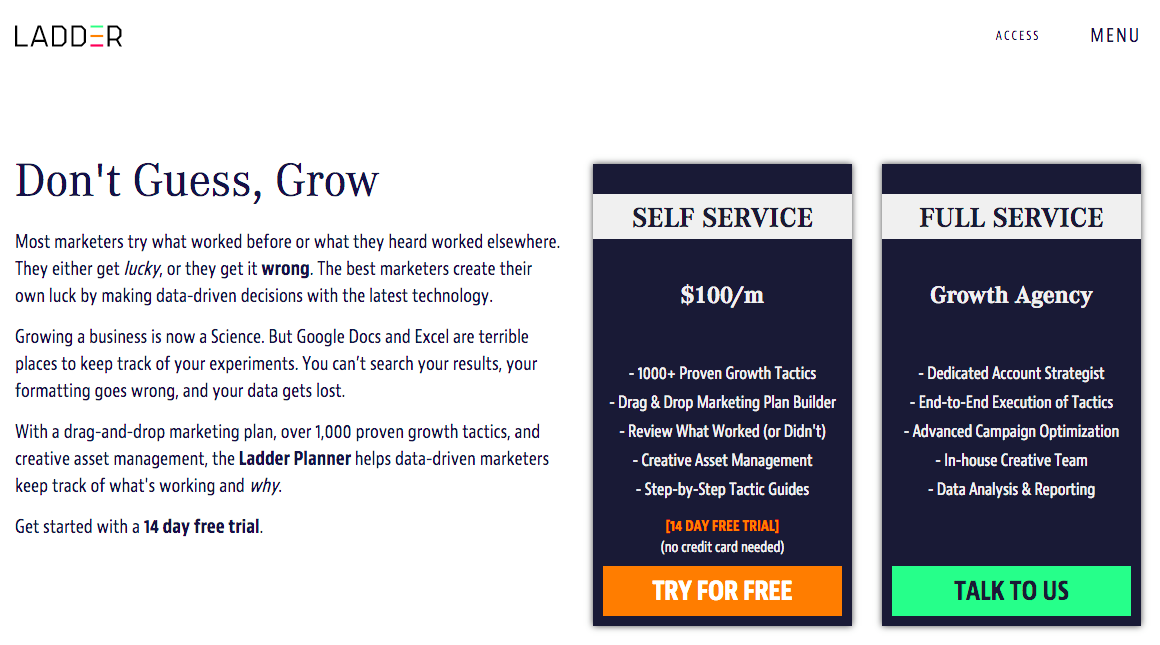 LADDER
ACCESS
MENU
Don't Guess, Grow
Most marketers try what worked before or what they heard worked elsewhere.
They either get lucky, or they get it wrong. The best marketers create their
own luck by making data-driven decisions with the latest technology.
Growing a business is now a Science. But Google Docs and Excel are terrible
places to keep track of your experiments. You can't search your results, your
formatting goes wrong, and your data gets lost.
With a drag-and-drop marketing plan, over 1,000 proven growth tactics, and
creative asset management, the Ladder Planner helps data-driven marketers
keep track of what's working and why.
Get started with a 14 day free trial.
SELF SERVICE
$100/m
- 1000+ Proven Growth Tactics
- Drag & Drop Marketing Plan Builder
- Review What Worked (or Didn't)
- Creative Asset Management
- Step-by-Step Tactic Guides
[14 DAY FREE TRIAL]
(no credit card needed)
TRY FOR FREE
FULL SERVICE
Growth Agency
- Dedicated Account Strategist
- End-to-End Execution of Tactics
- Advanced Campaign Optimization
- In-house Creative Team
- Data Analysis & Reporting
TALK TO US